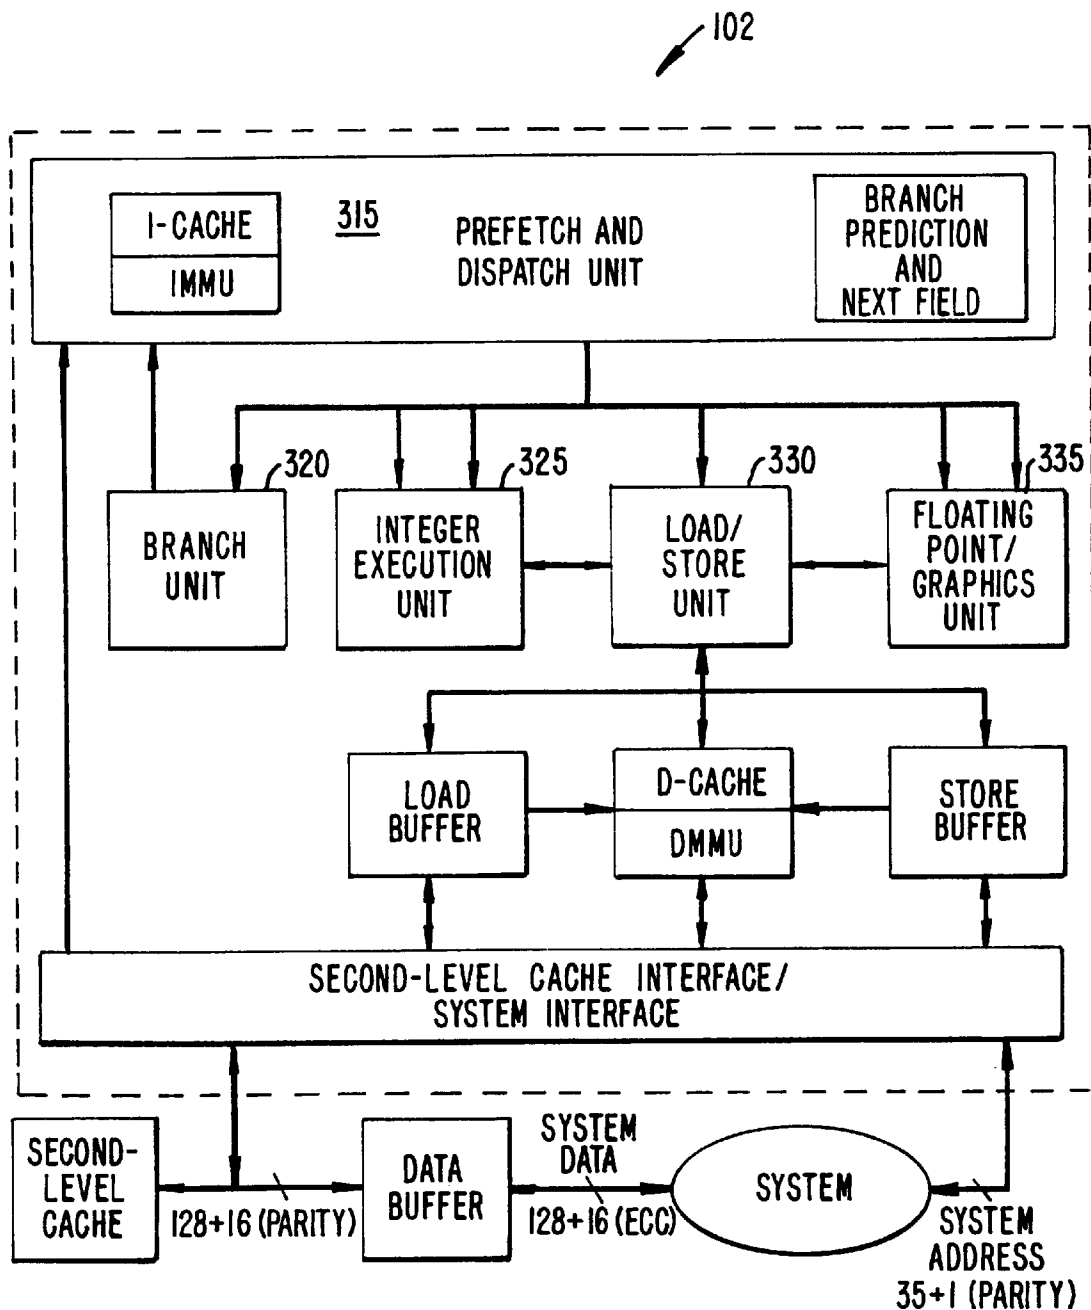 102
I-CACHE
IMMU
315
PREFETCH AND
DISPATCH UNIT
BRANCH
PREDICTION
AND
NEXT FIELD
320
325
330
335
BRANCH
UNIT
INTEGER
EXECUTION
UNIT
LOAD/
STORE
UNIT
FLOATING
POINT/
GRAPHICS
UNIT
LOAD
BUFFER
D-CACHE
DMMU
STORE
BUFFER
SECOND-LEVEL CACHE INTERFACE/
SYSTEM INTERFACE
SECOND-
LEVEL
CACHE
128+16 (PARITY)
DATA
BUFFER
SYSTEM
DATA
128+16 (ECC)
SYSTEM
SYSTEM
ADDRESS
35+1 (PARITY)